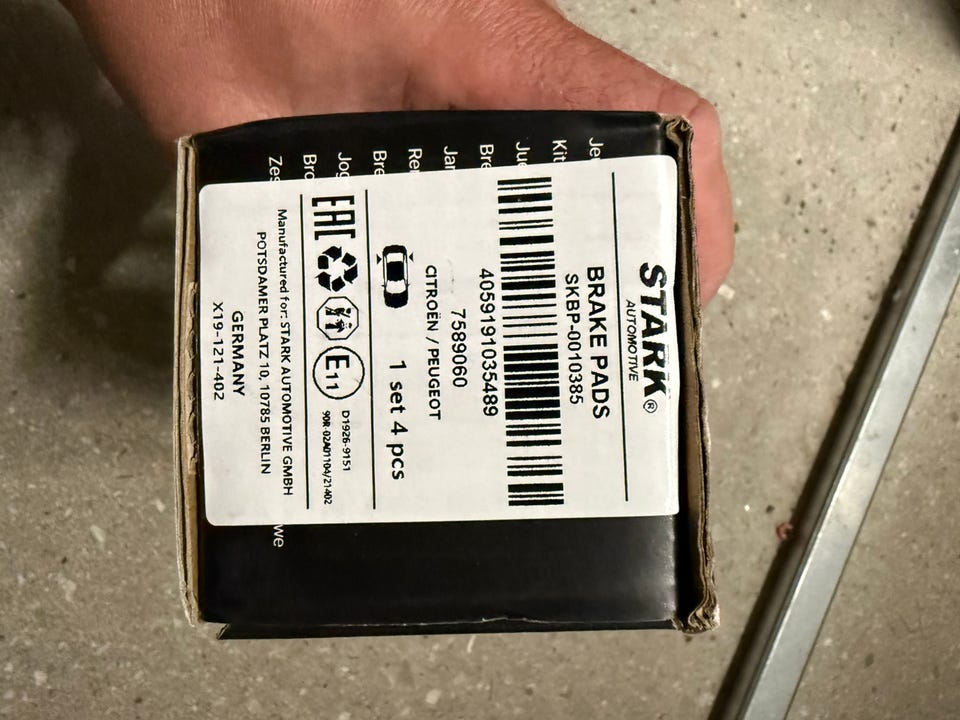 STARK®
AUTOMOTIVE
BRAKE PADS
SKBP-0010385
4059191035489
7589060
CITROËN / PEUGEOT
1 set 4 pcs
EAC
E11
D1926-9151
90R-02A01104/21402
Manufactured for: STARK AUTOMOTIVE GMBH
POTSDAMER PLATZ 10, 10785 BERLIN
GERMANY
X19-121-402